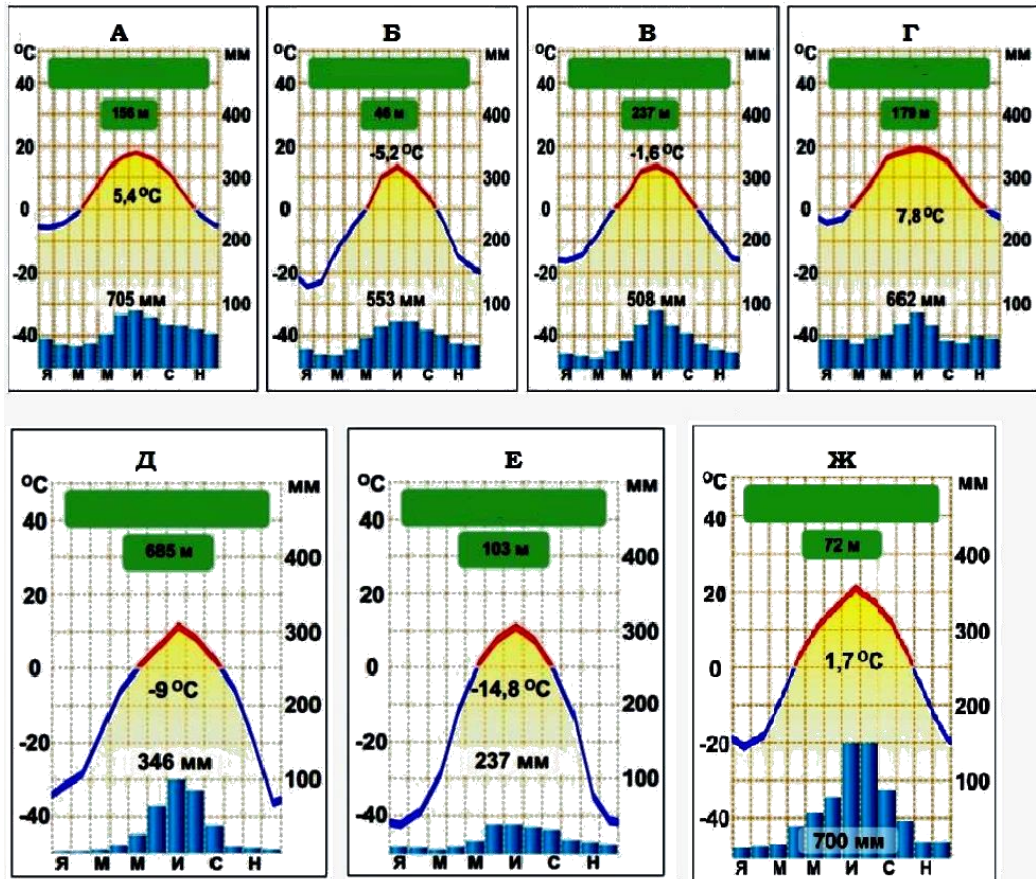 А
Б
В
Г
°C
мм
°C
мм
°C
мм
°C
мм
40
156 м
400
40
46 м
400
40
237 м
400
40
179 м
400
20
300
20
-5,2 °C
300
20
-1,6 °C
300
20
300
0
5,4 °C
200
0
200
0
200
0
7,8 °C
200
-20
100
-20
100
-20
100
-20
100
705 мм
553 мм
508 мм
662 мм
-40
-40
-40
-40
Я М М И С Н
Я М М И С Н
Я М М И С Н
Я М М И С Н
Д
Е
Ж
°C
мм
°C
мм
°C
мм
40
685 м
400
40
103 м
400
40
72 м
400
20
300
20
300
20
300
0
-9 °C
200
0
-14,8 °C
200
0
1,7 °C
200
-20
346 мм
100
-20
237 мм
100
-20
100
-40
-40
-40
700 мм
Я М М И С Н
Я М М И С Н
Я М М И С Н